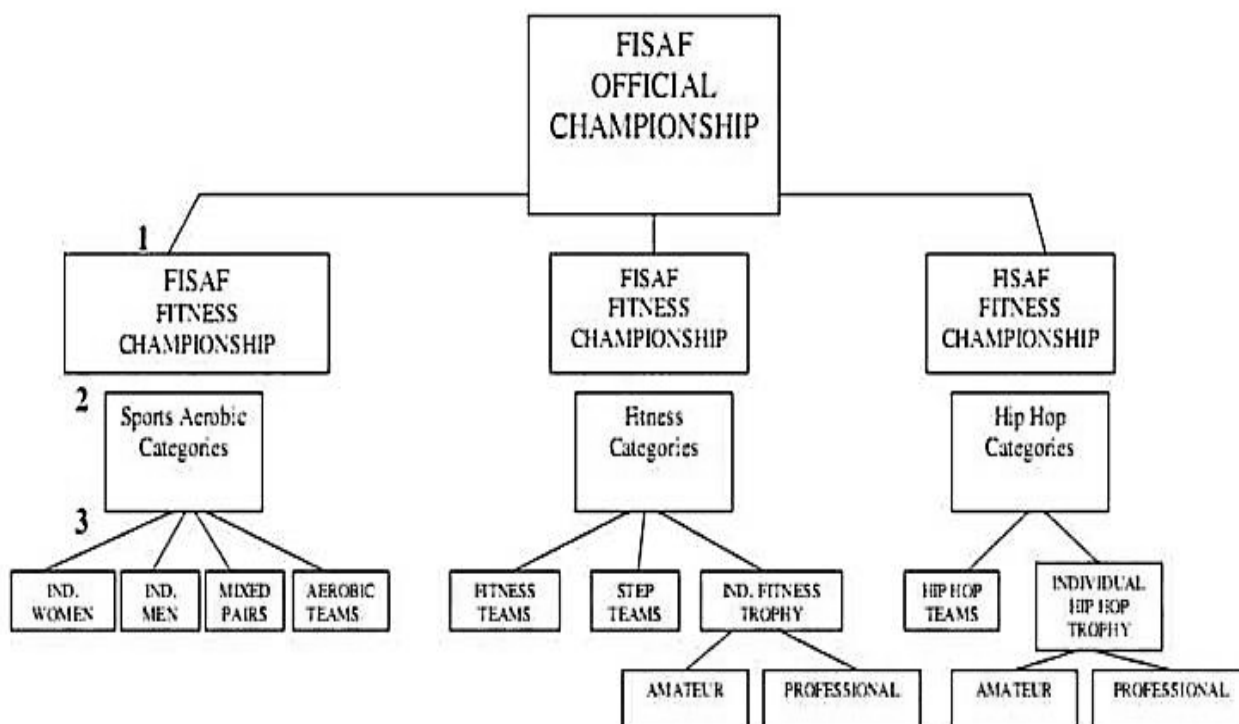 FISAF
OFFICIAL
CHAMPIONSHIP
1
FISAF
FITNESS
CHAMPIONSHIP
FISAF
FITNESS
CHAMPIONSHIP
FISAF
FITNESS
CHAMPIONSHIP
2
Sports Aerobic
Categories
Fitness
Categories
Hip Hop
Categories
3
IND.
WOMEN
IND.
MEN
MIXED
PAIRS
AEROBIC
TEAMS
FITNESS
TEAMS
STEP
TEAMS
IND. FITNESS
TROPHY
HIP HOP
TEAMS
INDIVIDUAL
HIP HOP
TROPHY
AMATEUR
PROFESSIONAL
AMATEUR
PROFESSIONAL